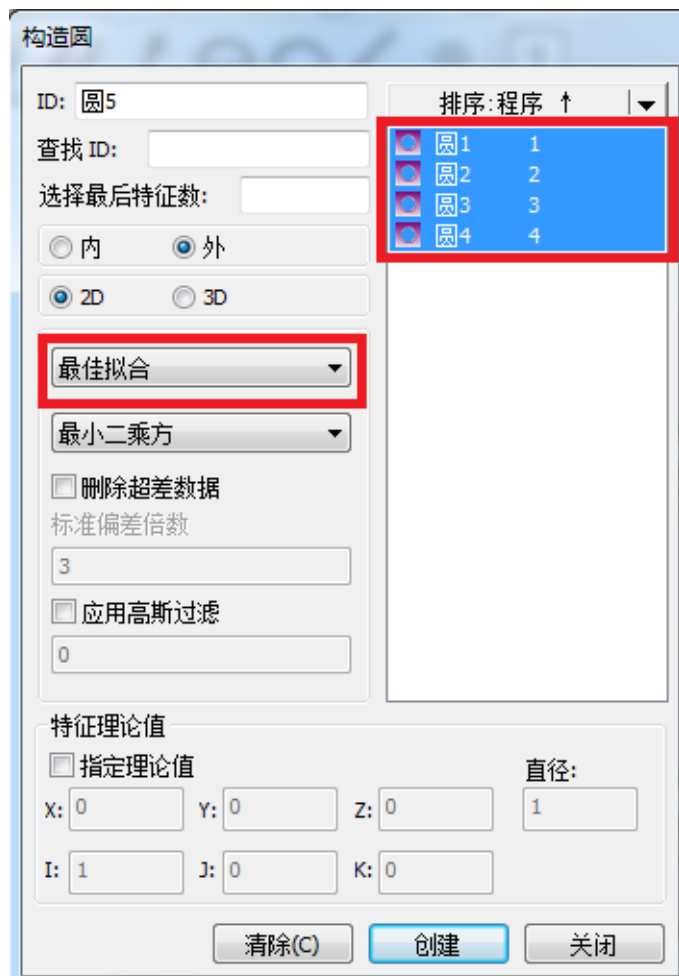 构造圆
ID: 圆5
查找 ID:
选择最后特征数:
内 外
2D 3D
最佳拟合
最小二乘方
删除超差数据
标准偏差倍数
3
应用高斯过滤
0
排序:程序 ↑
圆1 1
圆2 2
圆3 3
圆4 4
特征理论值
指定理论值
直径:
X: 0 Y: 0 Z: 0 1
I: 1 J: 0 K: 0
清除(C) 创建 关闭